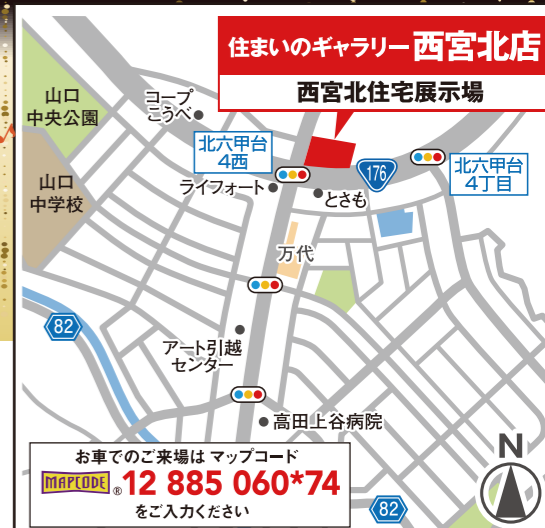 住まいのギャラリー 西宮北店
西宮北住宅展示場
山口
中央公園
コープ
こうべ
北六甲台
4西
176
北六甲台
4丁目
山口
中学校
ライフォート
とさも
万代
82
アート引越
センター
高田上谷病院
お車でのご来場は マップコード
MAPCODE ® 12 885 060*74
をご入力ください
82
N